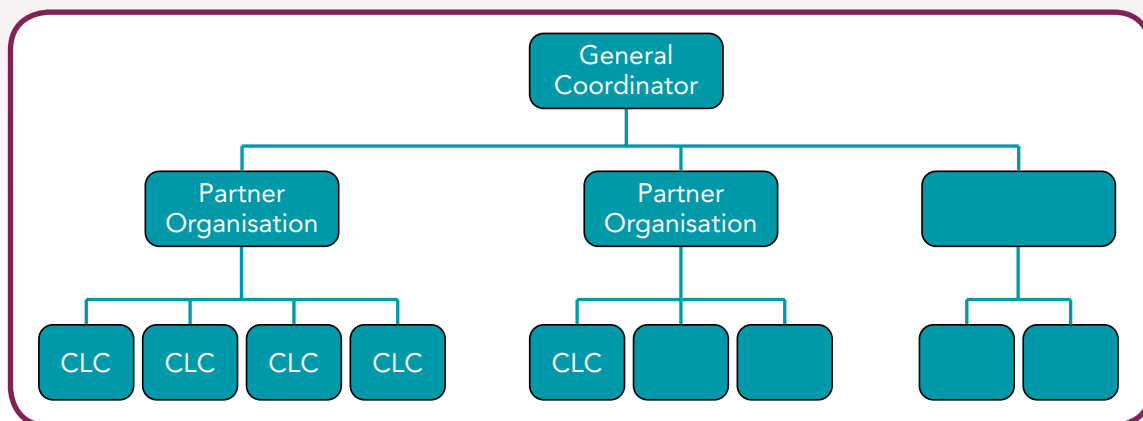 General
Coordinator
Partner
Organisation
Partner
Organisation
CLC
CLC
CLC
CLC
CLC